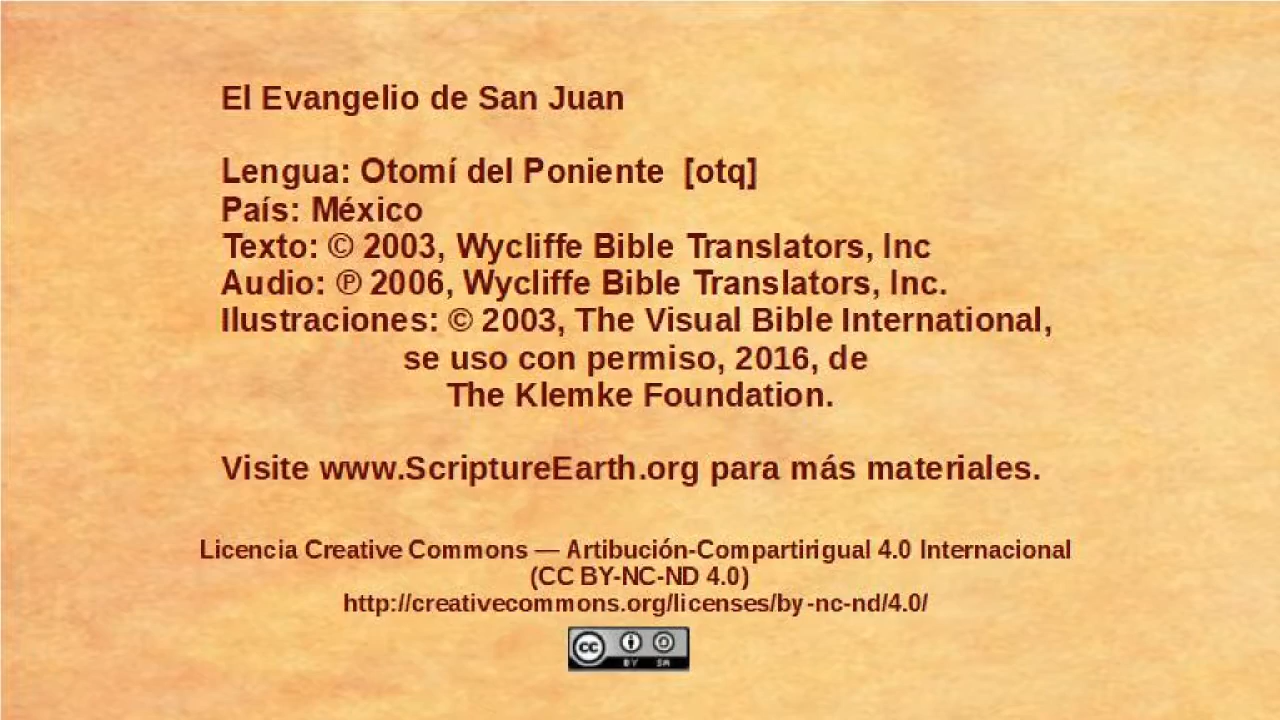 El Evangelio de San Juan
Lengua: Otomí del Poniente [otq]
País: México
Texto: © 2003, Wycliffe Bible Translators, Inc
Audio: ℗ 2006, Wycliffe Bible Translators, Inc.
Ilustraciones: © 2003, The Visual Bible International,
se uso con permiso, 2016, de
The Klemke Foundation.
Visite www.ScriptureEarth.org para más materiales.
Licencia Creative Commons — Artibución-Compartirigual 4.0 Internacional
(CC BY-NC-ND 4.0)
http://creativecommons.org/licenses/by-nc-nd/4.0/
cc
BY SA